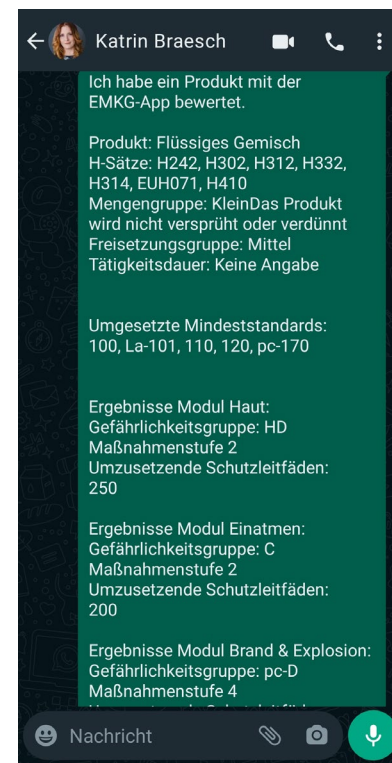 Katrin Braesch
Ich habe ein Produkt mit der
EMKG-App bewertet.
Produkt: Flüssiges Gemisch
H-Sätze: H242, H302, H312, H332,
H314, EUH071, H410
Mengengruppe: KleinDas Produkt
wird nicht versprüht oder verdünnt
Freisetzungsgruppe: Mittel
Tätigkeitsdauer: Keine Angabe
Umgesetzte Mindeststandards:
100, La-101, 110, 120, pc-170
Ergebnisse Modul Haut:
Gefährlichkeitsgruppe: HD
Maßnahmenstufe 2
Umzusetzende Schutzleitfäden:
250
Ergebnisse Modul Einatmen:
Gefährlichkeitsgruppe: C
Maßnahmenstufe 2
Umzusetzende Schutzleitfäden:
200
Ergebnisse Modul Brand & Explosion:
Gefährlichkeitsgruppe: pc-D
Maßnahmenstufe 4
Nachricht